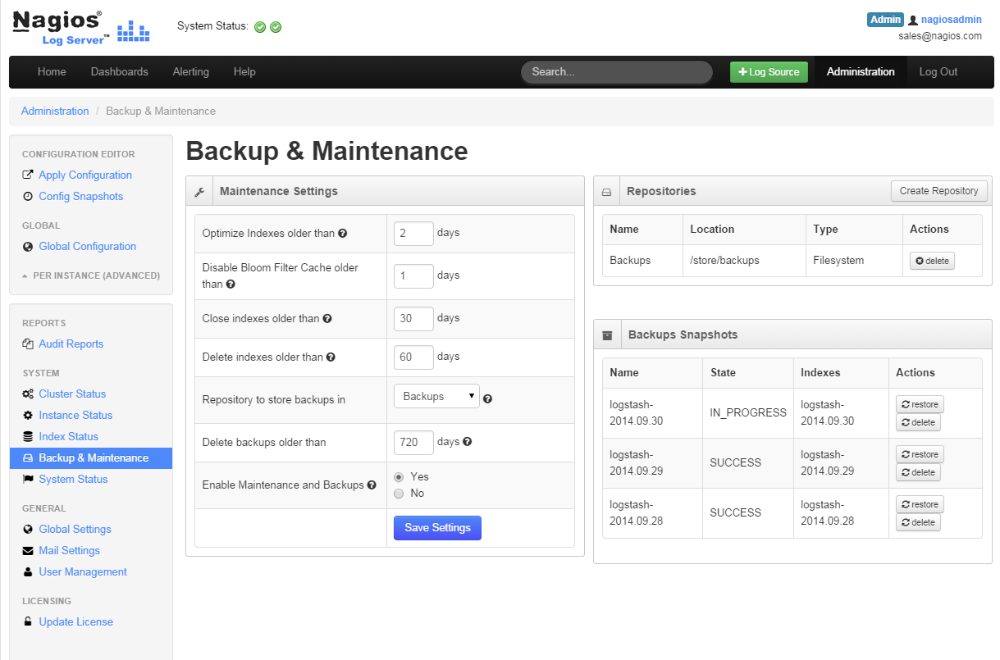 Nagios®
Log Server™
System Status:
Admin nagiosadmin
sales@nagios.com
Home Dashboards Alerting Help Search... Log Source Administration Log Out
Administration / Backup & Maintenance
CONFIGURATION EDITOR
Apply Configuration
Config Snapshots
GLOBAL
Global Configuration
PER INSTANCE (ADVANCED)
REPORTS
Audit Reports
SYSTEM
Cluster Status
Instance Status
Index Status
Backup & Maintenance
System Status
GENERAL
Global Settings
Mail Settings
User Management
LICENSING
Update License
Backup & Maintenance
Maintenance Settings
Optimize Indexes older than 2 days
Disable Bloom Filter Cache older
than 1 days
Close indexes older than 30 days
Delete indexes older than 60 days
Repository to store backups in Backups
Delete backups older than 720 days
Enable Maintenance and Backups Yes
No
Save Settings
Repositories Create Repository
Name Location Type Actions
Backups /store/backups Filesystem delete
Backups Snapshots
Name State Indexes Actions
logstash-
2014.09.30 IN_PROGRESS logstash-
2014.09.30 restore
delete
logstash-
2014.09.29 SUCCESS logstash-
2014.09.29 restore
delete
logstash-
2014.09.28 SUCCESS logstash-
2014.09.28 restore
delete